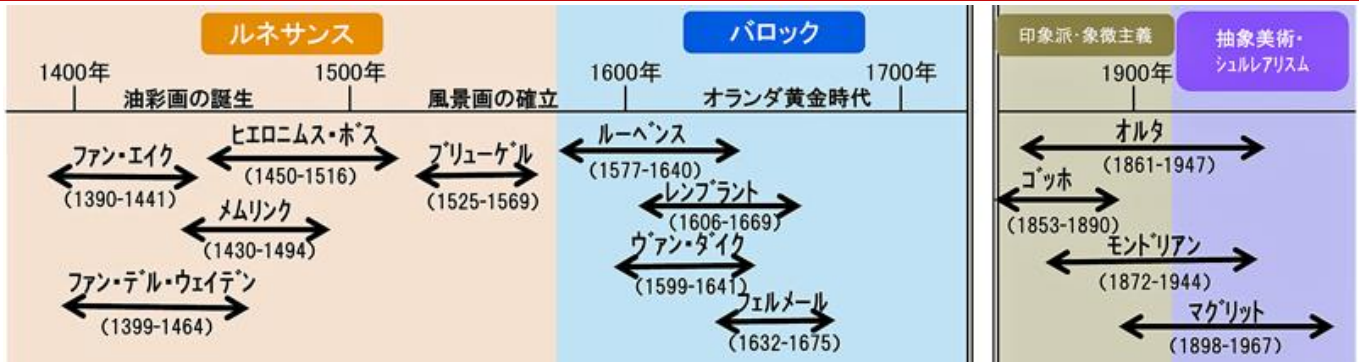 ルネサンス
バロック
印象派・象徴主義
抽象美術・
シュルレアリスム
1400年
1500年
1600年
1700年
1900年
油彩画の誕生
風景画の確立
オランダ黄金時代
ファン・エイク
(1390-1441)
ヒエロニムス・ボス
(1450-1516)
ブリューゲル
(1525-1569)
メムリンク
(1430-1494)
ファン・デル・ウェイデン
(1399-1464)
ルーベンス
(1577-1640)
レンブラント
(1606-1669)
ヴァン・ダイク
(1599-1641)
フェルメール
(1632-1675)
オルタ
(1861-1947)
ゴッホ
(1853-1890)
モンドリアン
(1872-1944)
マグリット
(1898-1967)